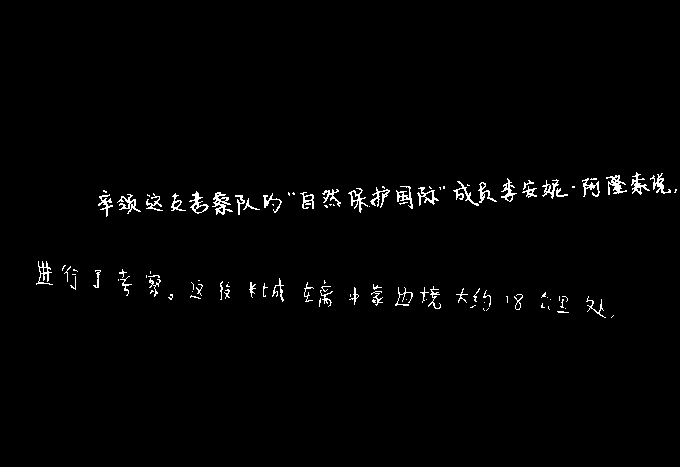 率领这支考察队的"自然保护国际"成员李安妮·阿隆索说,
进行了考察。这段长城在离中蒙边境大约18公里处,